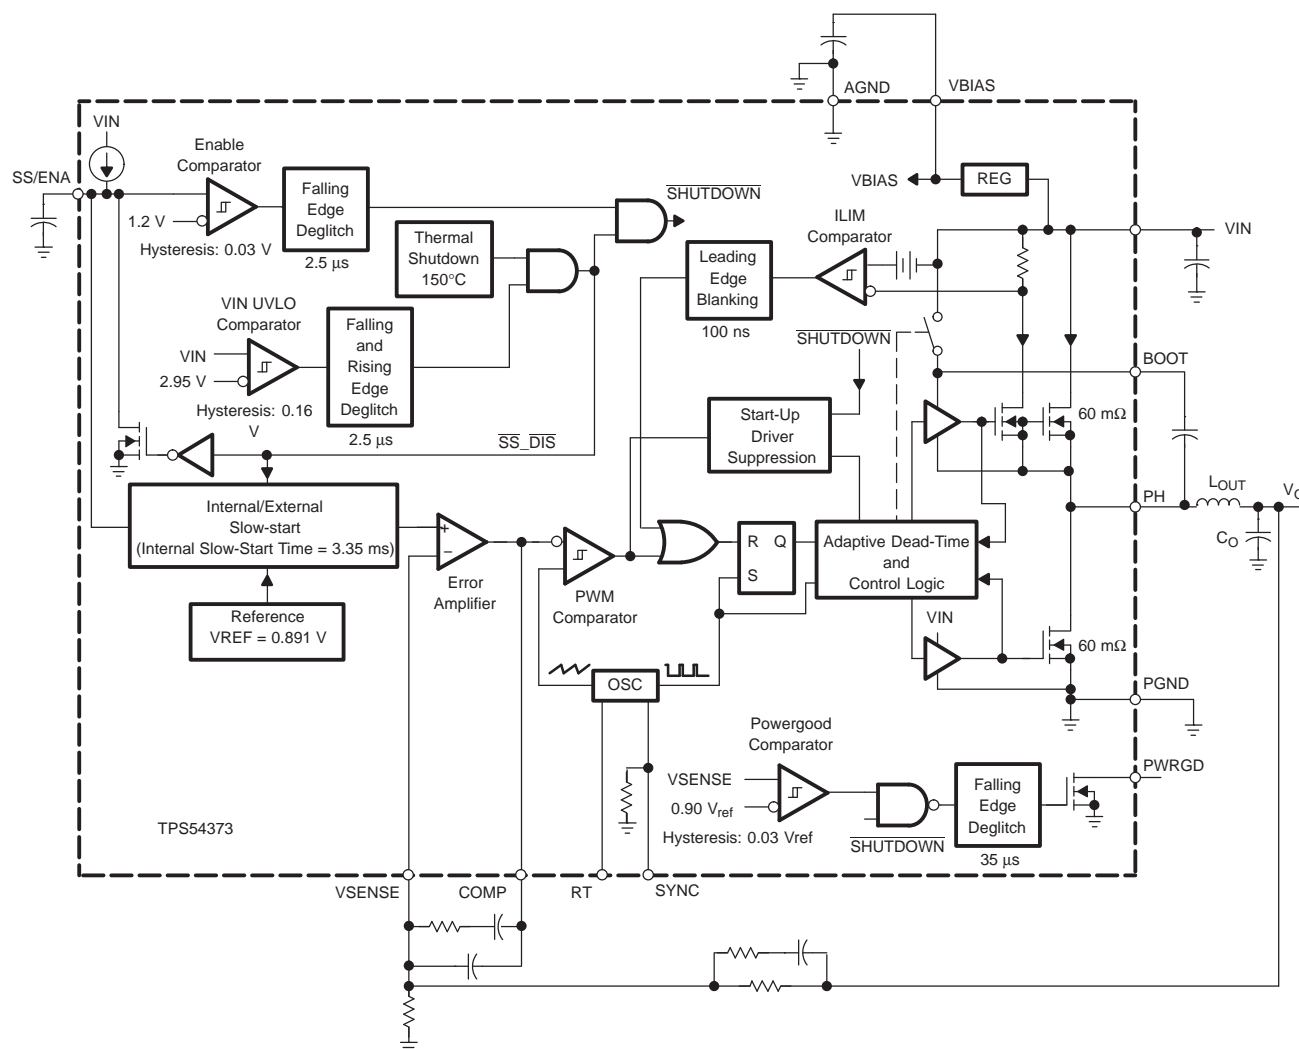 AGND
VBIAS
VIN
Enable
Comparator
SS/ENA
1.2 V
Hysteresis: 0.03 V
Falling
Edge
Deglitch
2.5 μs
SHUTDOWN
Thermal
Shutdown
150°C
VBIAS
REG
ILIM
Comparator
VIN
Leading
Edge
Blanking
100 ns
VIN UVLO
Comparator
VIN
2.95 V
Hysteresis: 0.16
V
Falling
and
Rising
Edge
Deglitch
2.5 μs
SHUTDOWN
BOOT
Start-Up
Driver
Suppression
60 mΩ
SS_DIS
Internal/External
Slow-start
(Internal Slow-Start Time = 3.35 ms)
PH
LOUT
CO
+
−
Error
Amplifier
PWM
Comparator
R Q
S
Adaptive Dead-Time
and
Control Logic
Reference
VREF = 0.891 V
VIN
60 mΩ
OSC
PGND
Powergood
Comparator
VSENSE
0.90 Vref
Hysteresis: 0.03 Vref
SHUTDOWN
Falling
Edge
Deglitch
35 μs
PWRGD
TPS54373
VSENSE
COMP
RT
SYNC